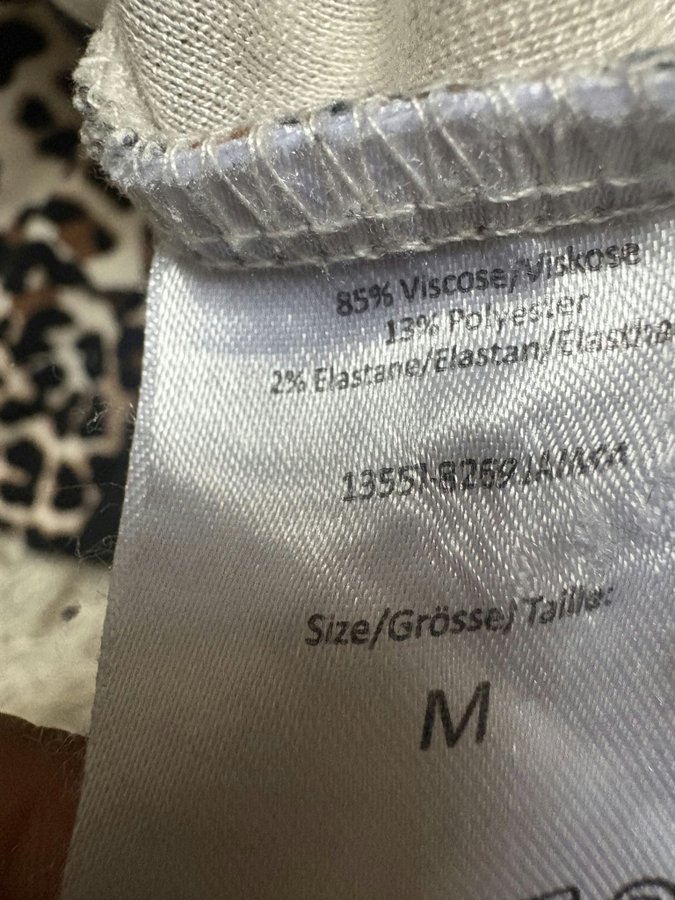 85% Viscose/Viskose
13% Polyester
2% Elastane/Elastan/
Size/Grösse/Taille:
M